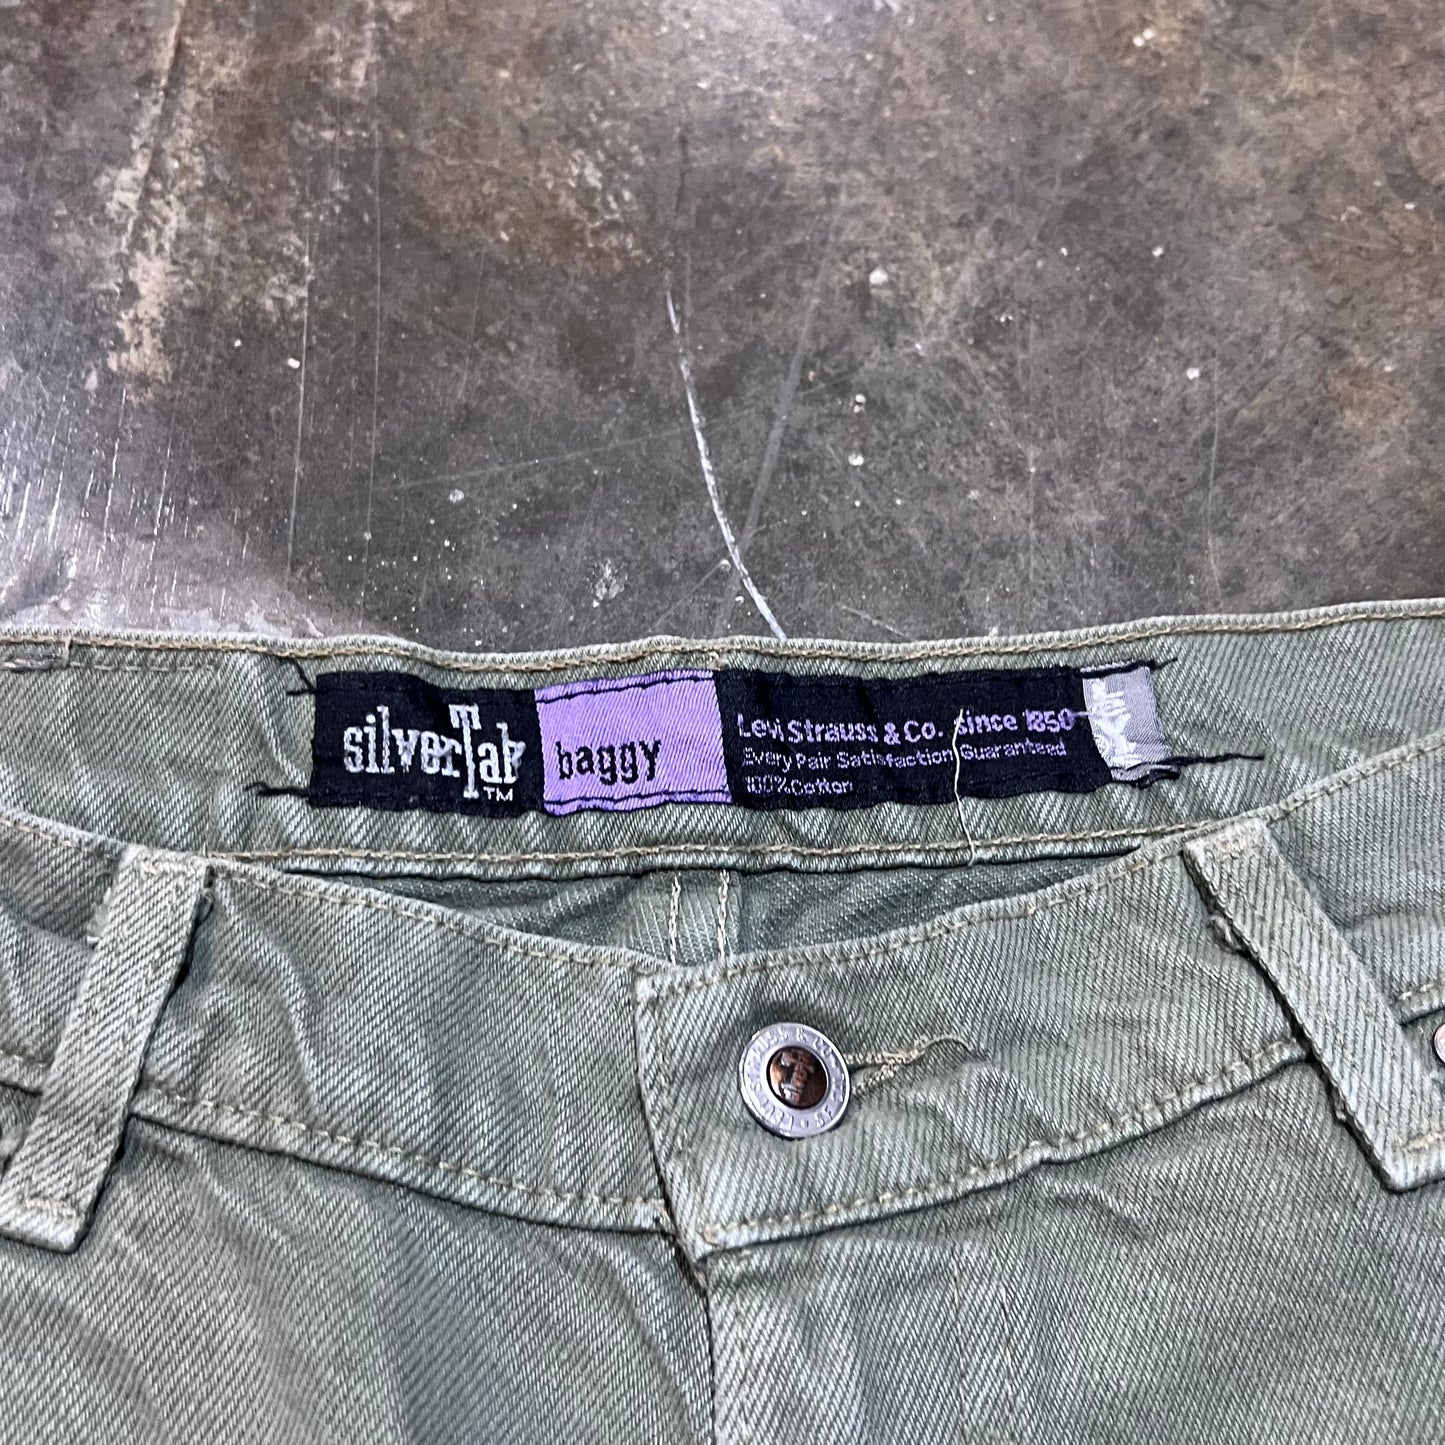 silverTab
TM
baggy
Levi Strauss & Co. Since 1850
Every Pair Satisfaction Guaranteed
100% Cotton